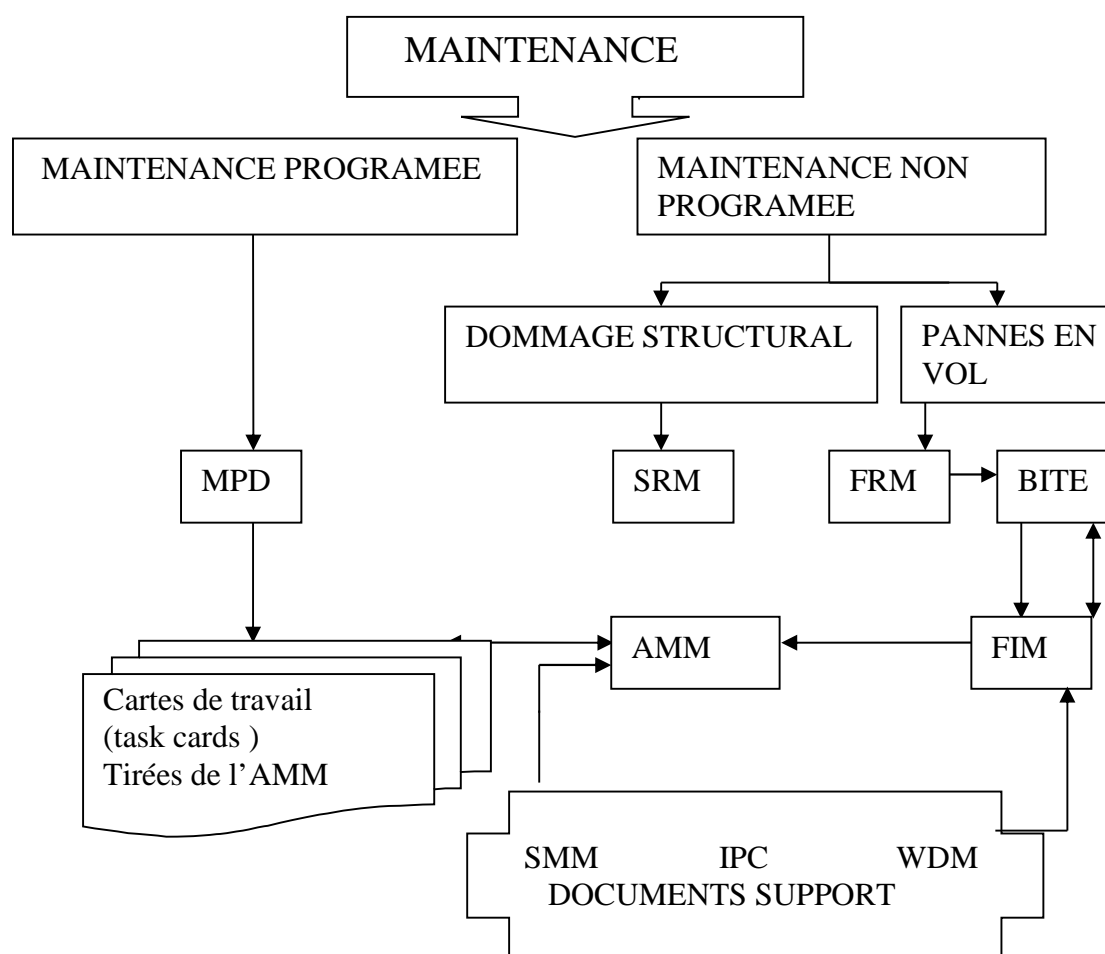 MAINTENANCE
MAINTENANCE PROGRAMEE
MAINTENANCE NON
PROGRAMEE
DOMMAGE STRUCTURAL
PANNES EN
VOL
MPD
SRM
FRM
BITE
AMM
FIM
Cartes de travail
(task cards )
Tirées de l’AMM
SMM IPC WDM
DOCUMENTS SUPPORT